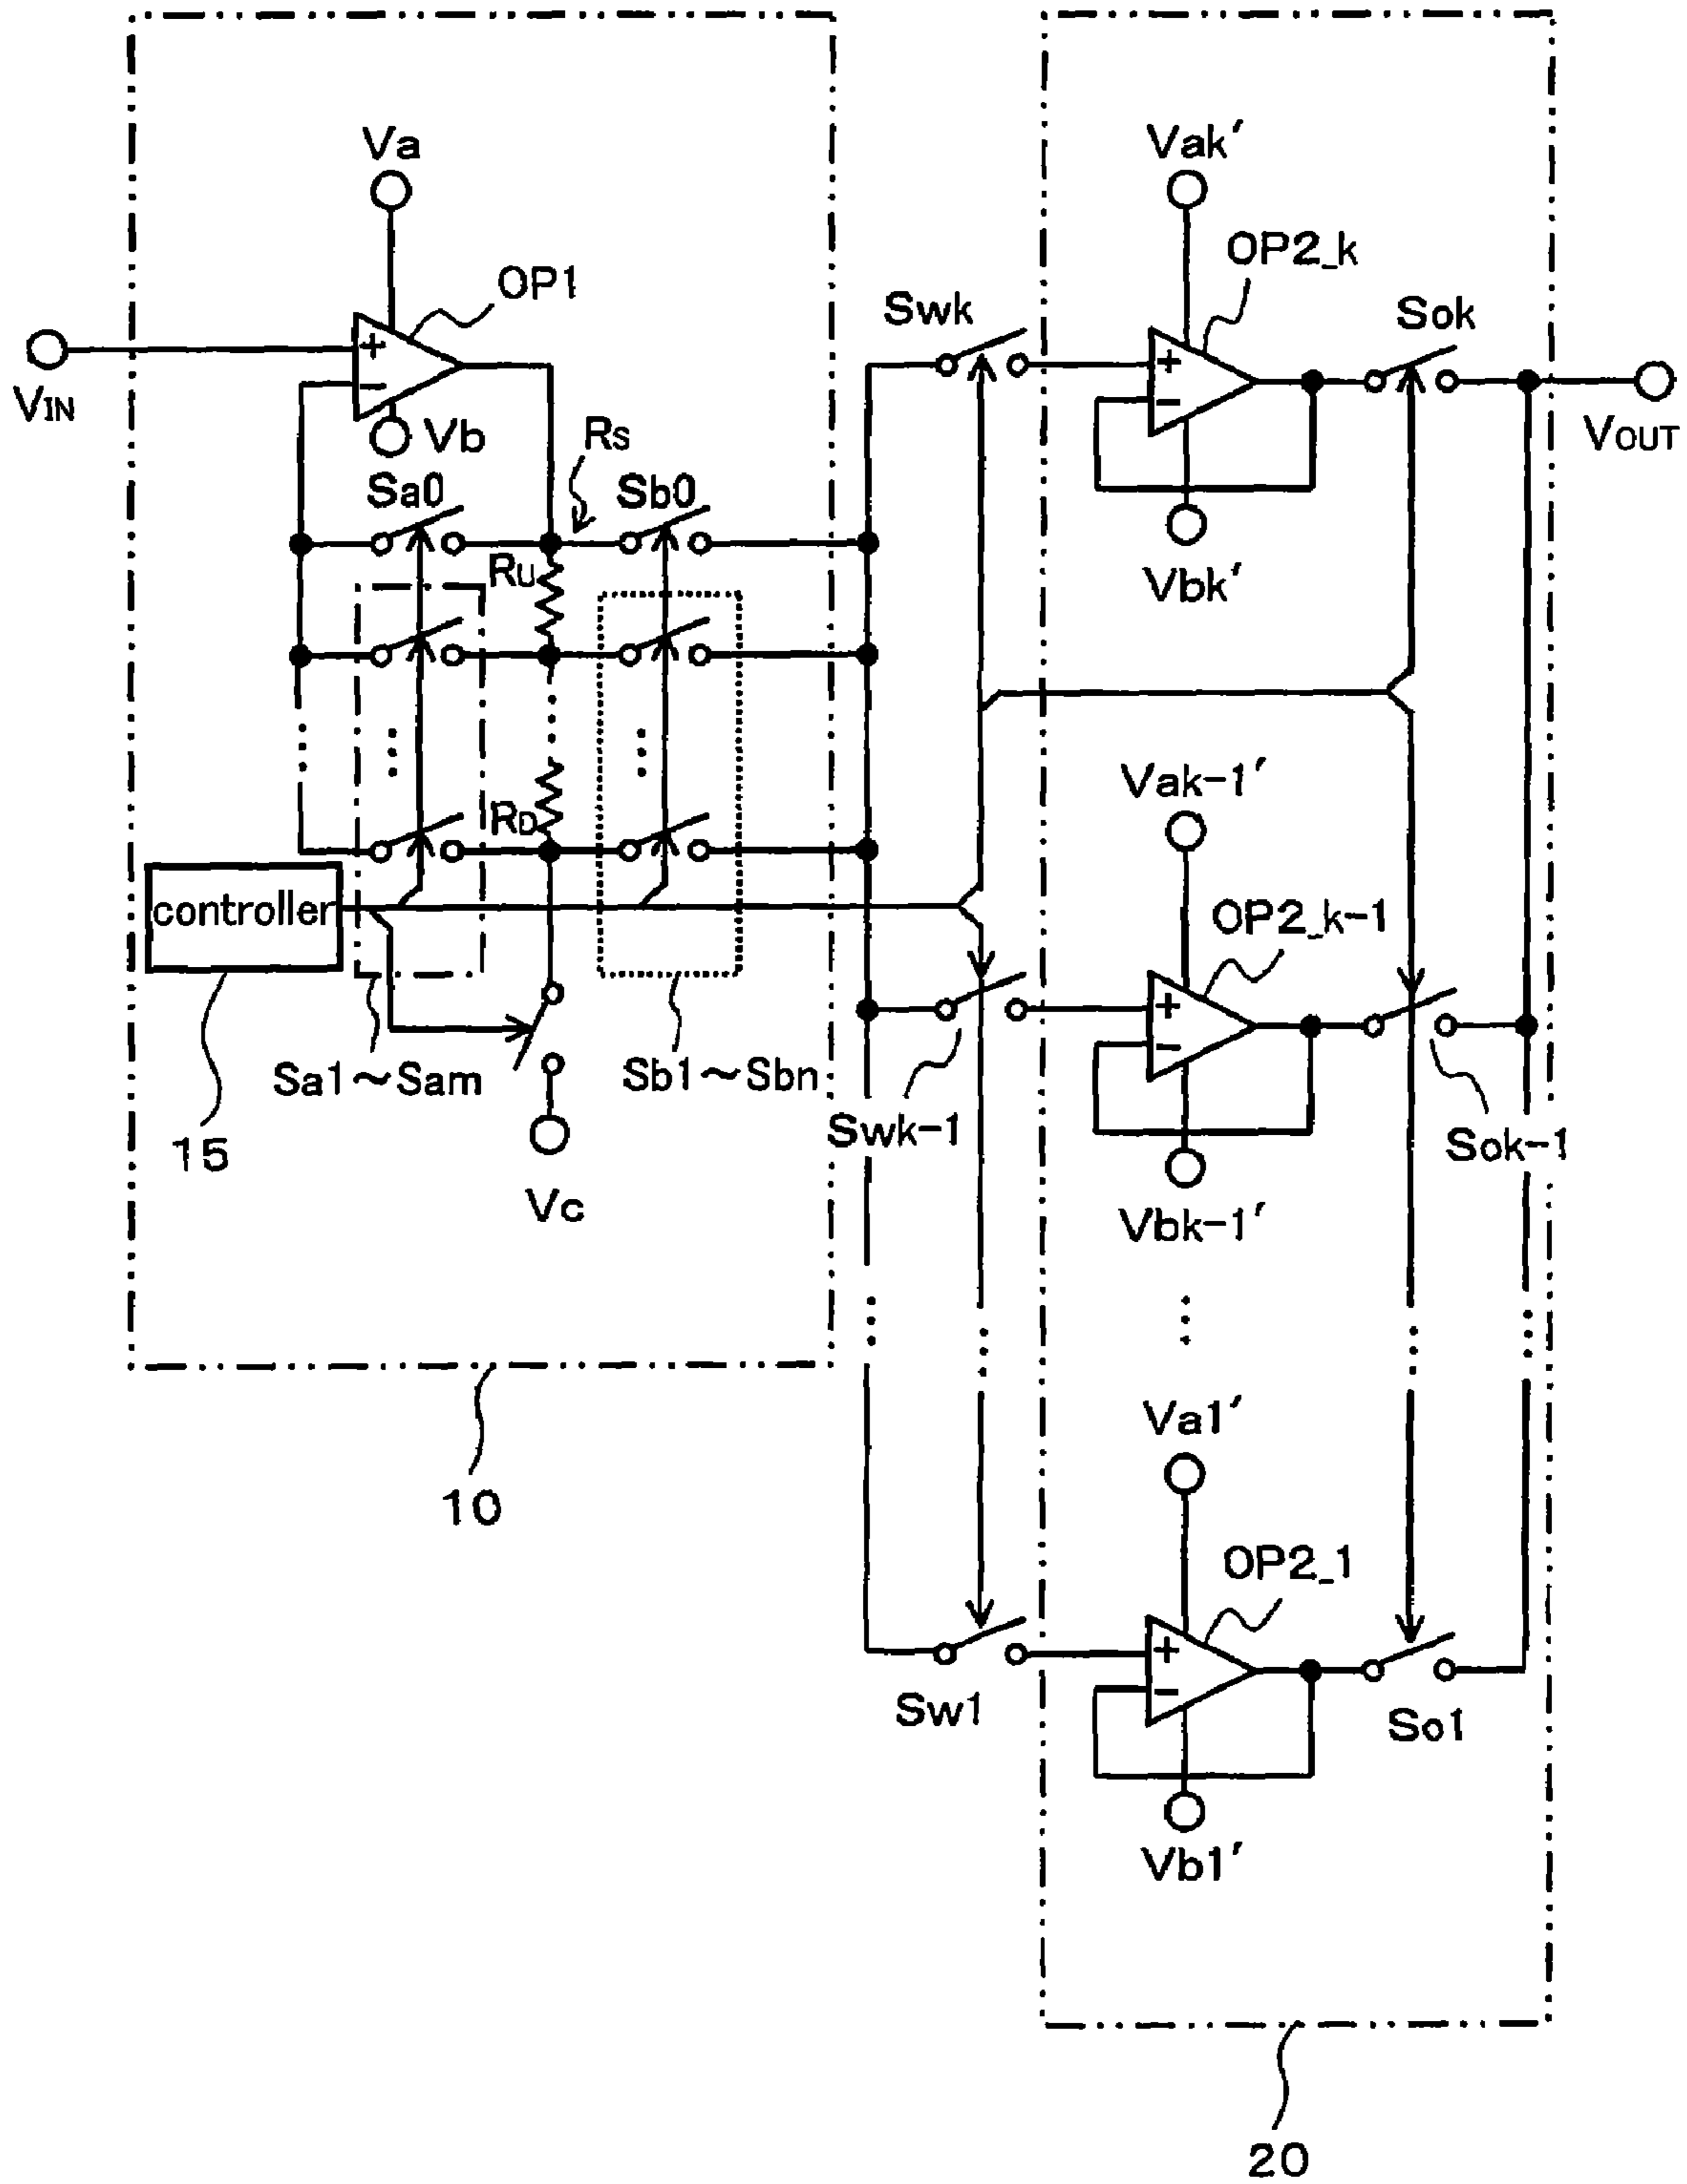 Va
Vak′
OP1
OP2_k
Swk
Sok
+
−
VIN
Vb
+
−
VOUT
Rs
Sa0
Sb0
RU
Vbk′
Vak-1′
RD
controller
OP2_k-1
+
−
Sa1~Sam
Sb1~Sbn
Swk-1
Sok-1
15
Vc
Vbk-1′
Va1′
10
OP2_1
+
−
Sw1
So1
Vb1′
20